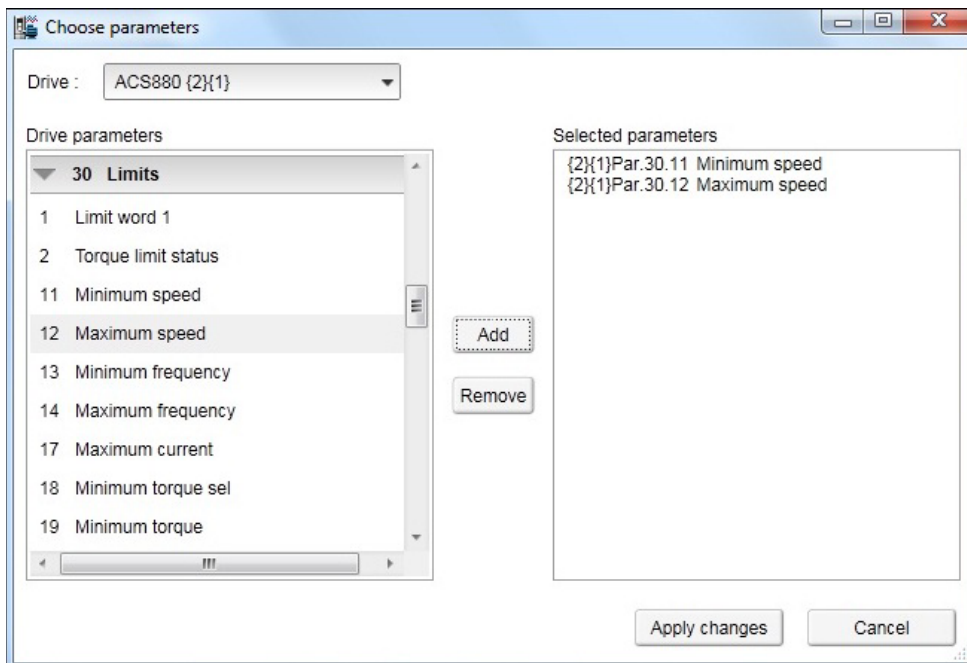 Choose parameters
Drive :
ACS880 {2}{1}
Drive parameters
30 Limits
1 Limit word 1
2 Torque limit status
11 Minimum speed
12 Maximum speed
13 Minimum frequency
14 Maximum frequency
17 Maximum current
18 Minimum torque sel
19 Minimum torque
Add
Remove
Selected parameters
{2}{1}Par.30.11 Minimum speed
{2}{1}Par.30.12 Maximum speed
Apply changes
Cancel